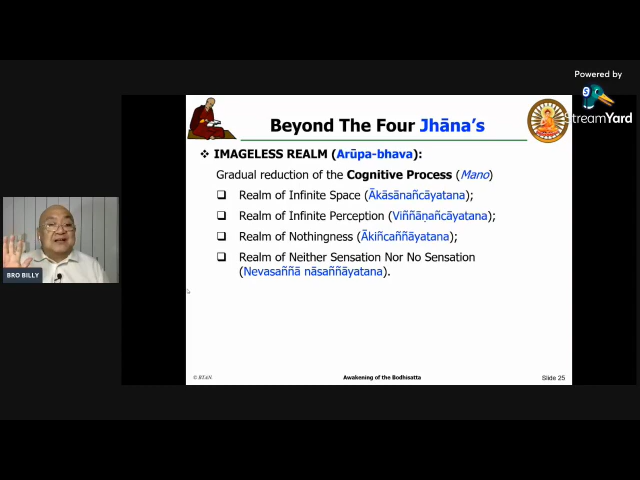 Powered by
S
StreamYard
Beyond The Four Jhāna's
❖ IMAGELESS REALM (Arūpa-bhava):
Gradual reduction of the Cognitive Process (Mano)
❑ Realm of Infinite Space (Ākāsānañcāyatana);
❑ Realm of Infinite Perception (Viññāṇañcāyatana);
❑ Realm of Nothingness (Ākiñcaññāyatana);
❑ Realm of Neither Sensation Nor No Sensation
(Nevasaññā nāsaññāyatana).
BRO BILLY
© BTAN
Awakening of the Bodhisatta
Slide 25